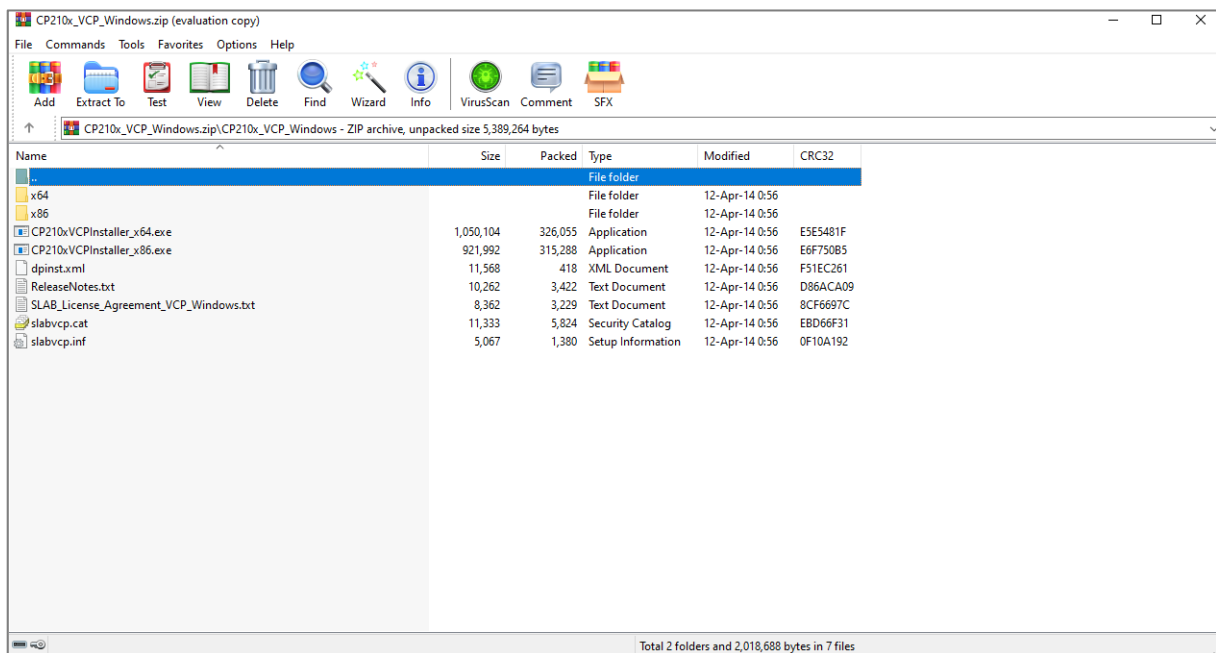 CP210x_VCP_Windows.zip (evaluation copy)
File Commands Tools Favorites Options Help
Add Extract To Test View Delete Find Wizard Info VirusScan Comment SFX
CP210x_VCP_Windows.zip\CP210x_VCP_Windows - ZIP archive, unpacked size 5,389,264 bytes
Name Size Packed Type Modified CRC32
.. File folder
x64 File folder 12-Apr-14 0:56
x86 File folder 12-Apr-14 0:56
CP210xVCPInstaller_x64.exe 1,050,104 326,055 Application 12-Apr-14 0:56 E5E5481F
CP210xVCPInstaller_x86.exe 921,992 315,288 Application 12-Apr-14 0:56 E6F750B5
dpinst.xml 11,568 418 XML Document 12-Apr-14 0:56 F51EC261
ReleaseNotes.txt 10,262 3,422 Text Document 12-Apr-14 0:56 D86ACA09
SLAB_License_Agreement_VCP_Windows.txt 8,362 3,229 Text Document 12-Apr-14 0:56 8CF6697C
slabvcp.cat 11,333 5,824 Security Catalog 12-Apr-14 0:56 EBD66F31
slabvcp.inf 5,067 1,380 Setup Information 12-Apr-14 0:56 0F10A192
Total 2 folders and 2,018,688 bytes in 7 files